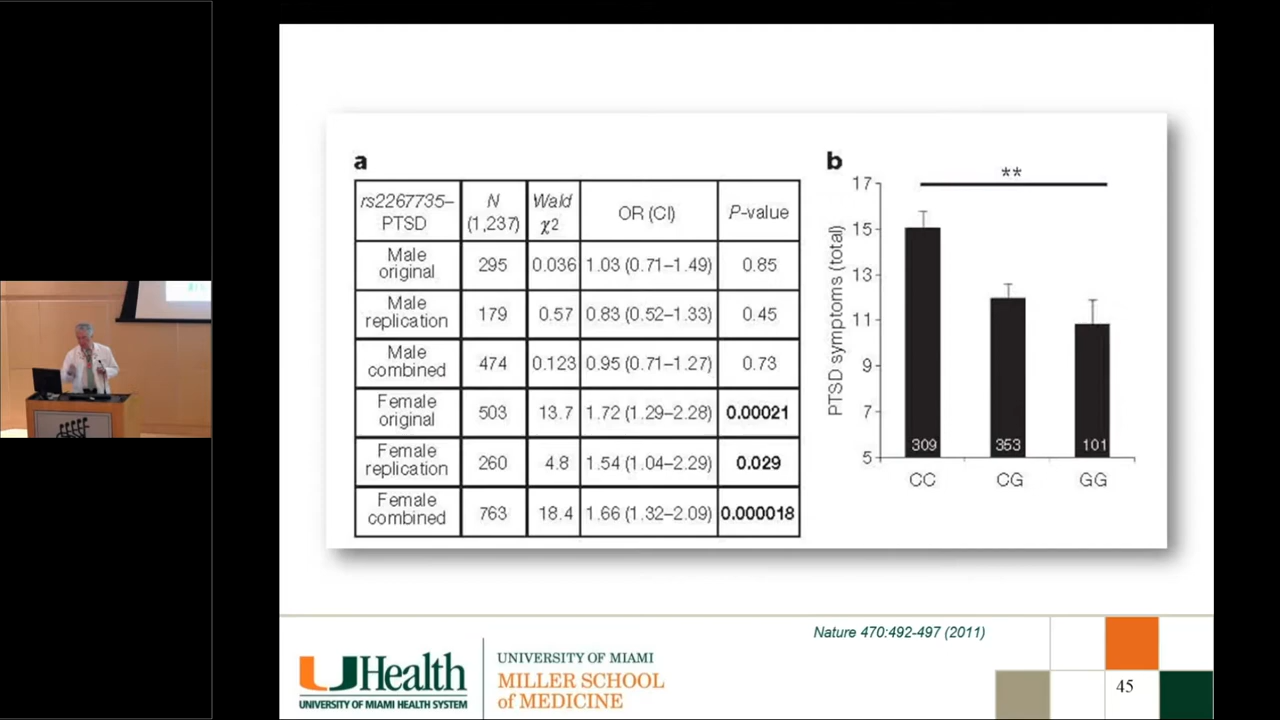 a
rs2267735–PTSD N (1,237) Wald χ2 OR (CI) P-value
Male original 295 0.036 1.03 (0.71–1.49) 0.85
Male replication 179 0.57 0.83 (0.52–1.33) 0.45
Male combined 474 0.123 0.95 (0.71–1.27) 0.73
Female original 503 13.7 1.72 (1.29–2.28) 0.00021
Female replication 260 4.8 1.54 (1.04–2.29) 0.029
Female combined 763 18.4 1.66 (1.32–2.09) 0.000018
b
**
PTSD symptoms (total)
17
15
13
11
9
7
5
309 353 101
CC CG GG
Nature 470:492-497 (2011)
UHealth
UNIVERSITY OF MIAMI HEALTH SYSTEM
UNIVERSITY OF MIAMI
MILLER SCHOOL
of MEDICINE
45